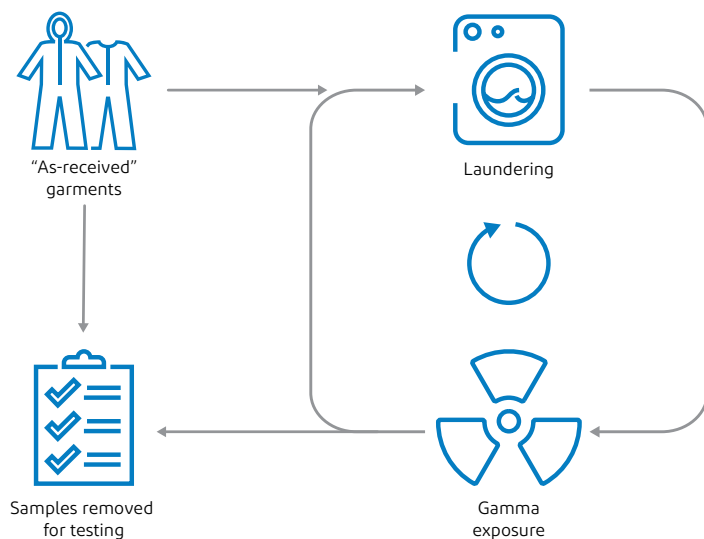 “As-received”
garments
Laundering
Samples removed
for testing
Gamma
exposure